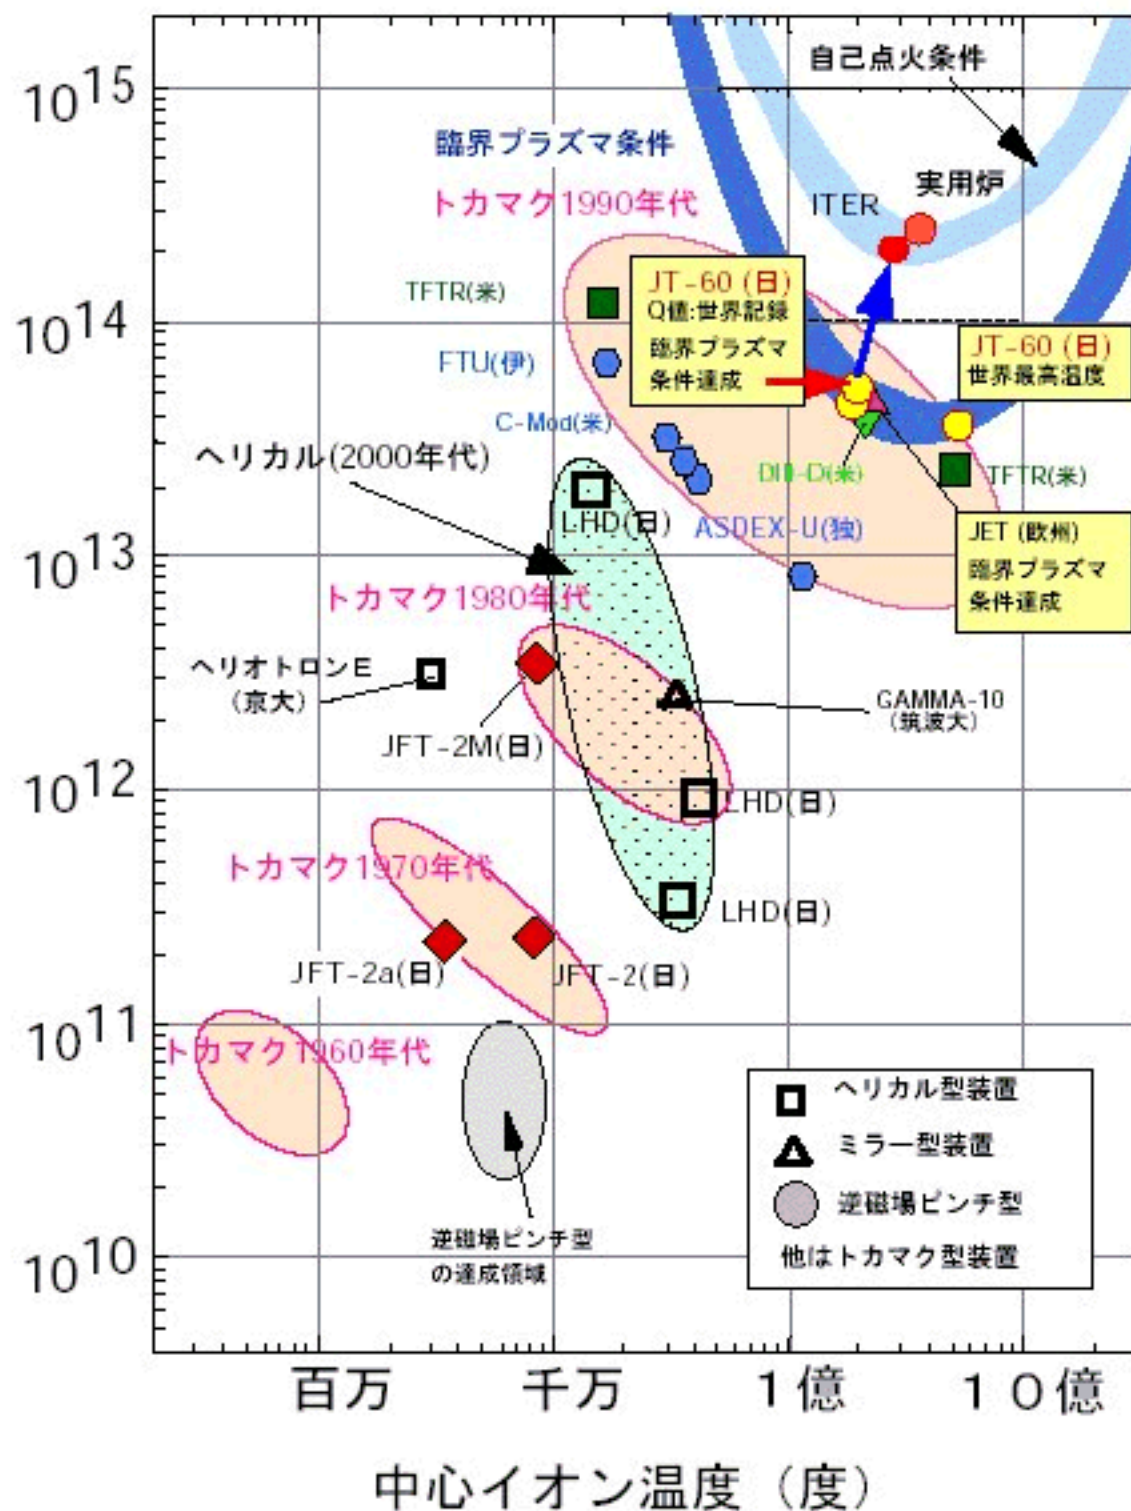 自己点火条件
10^15
臨界プラズマ条件
トカマク1990年代
実用炉
ITER
TFTR(米)
JT-60 (日)
Q値:世界記録
臨界プラズマ
条件達成
10^14
JT-60 (日)
世界最高温度
FTU(伊)
C-Mod(米)
ヘリカル(2000年代)
DIII-D(米)
TFTR(米)
LHD(日)
ASDEX-U(独)
JET (欧州)
臨界プラズマ
条件達成
10^13
トカマク1980年代
ヘリオトロンE
(京大)
GAMMA-10
(筑波大)
JFT-2M(日)
10^12
LHD(日)
トカマク1970年代
LHD(日)
JFT-2a(日)
JFT-2(日)
10^11
トカマク1960年代
ヘリカル型装置
ミラー型装置
逆磁場ピンチ型
他はトカマク型装置
逆磁場ピンチ型
の達成領域
10^10
百万
千万
1億
10億
中心イオン温度(度)